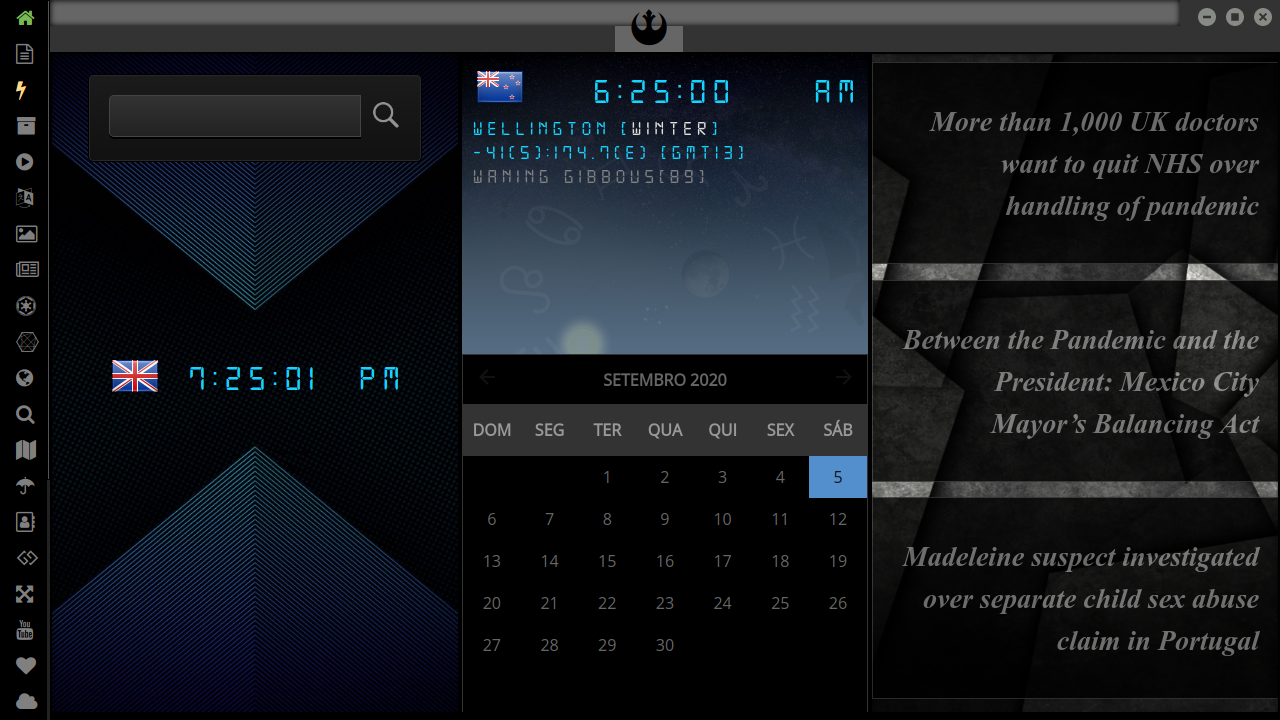 6:25:00 AM
WELLINGTON [WINTER]
-41(S):174.7(E) [GMT13]
WANING GIBBOUS[89]
7:25:01 PM
SETEMBRO 2020
DOM SEG TER QUA QUI SEX SÁB
1 2 3 4 5
6 7 8 9 10 11 12
13 14 15 16 17 18 19
20 21 22 23 24 25 26
27 28 29 30
More than 1,000 UK doctors
want to quit NHS over
handling of pandemic
Between the Pandemic and the
President: Mexico City
Mayor’s Balancing Act
Madeleine suspect investigated
over separate child sex abuse
claim in Portugal
You
Tube